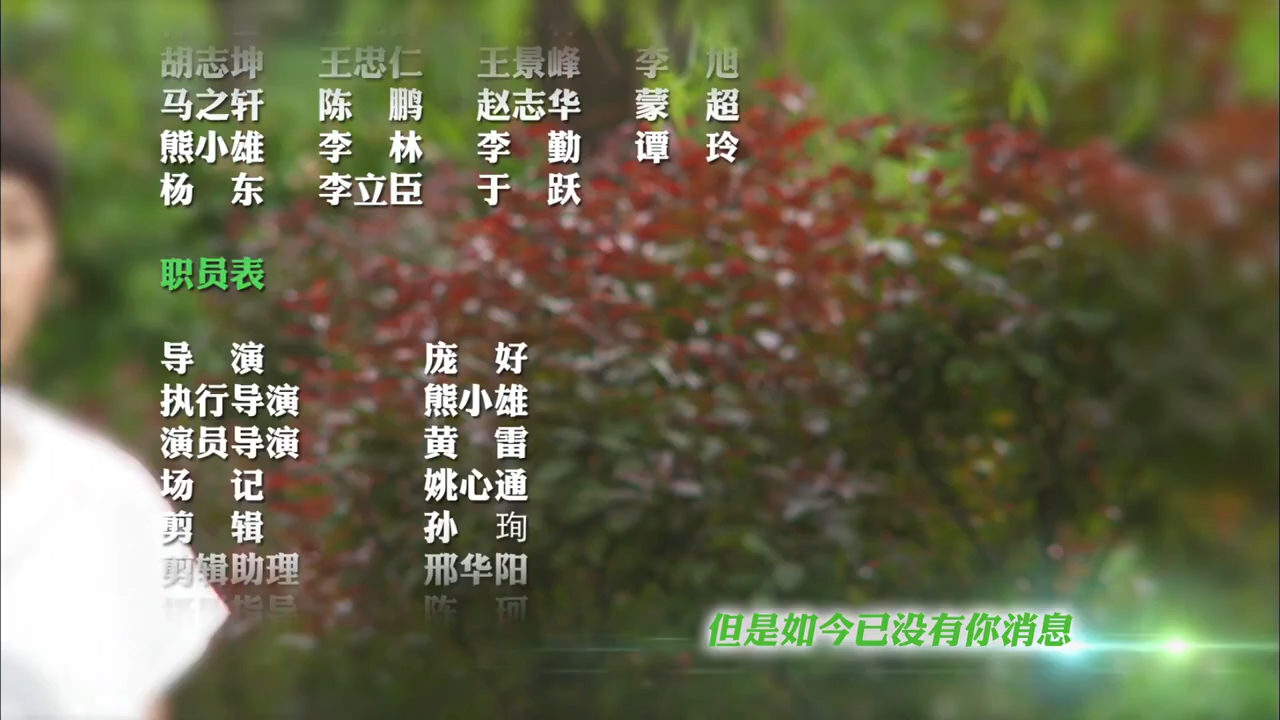 胡志坤 王忠仁 王景峰 李 旭
马之轩 陈 鹏 赵志华 蒙 超
熊小雄 李 林 李 勤 谭 玲
杨 东 李立臣 于 跃
职员表
导 演 庞 好
执行导演 熊小雄
演员导演 黄 雷
场 记 姚心通
剪 辑 孙 珣
剪辑助理 邢华阳
指导 陈 珂
但是如今已没有你消息